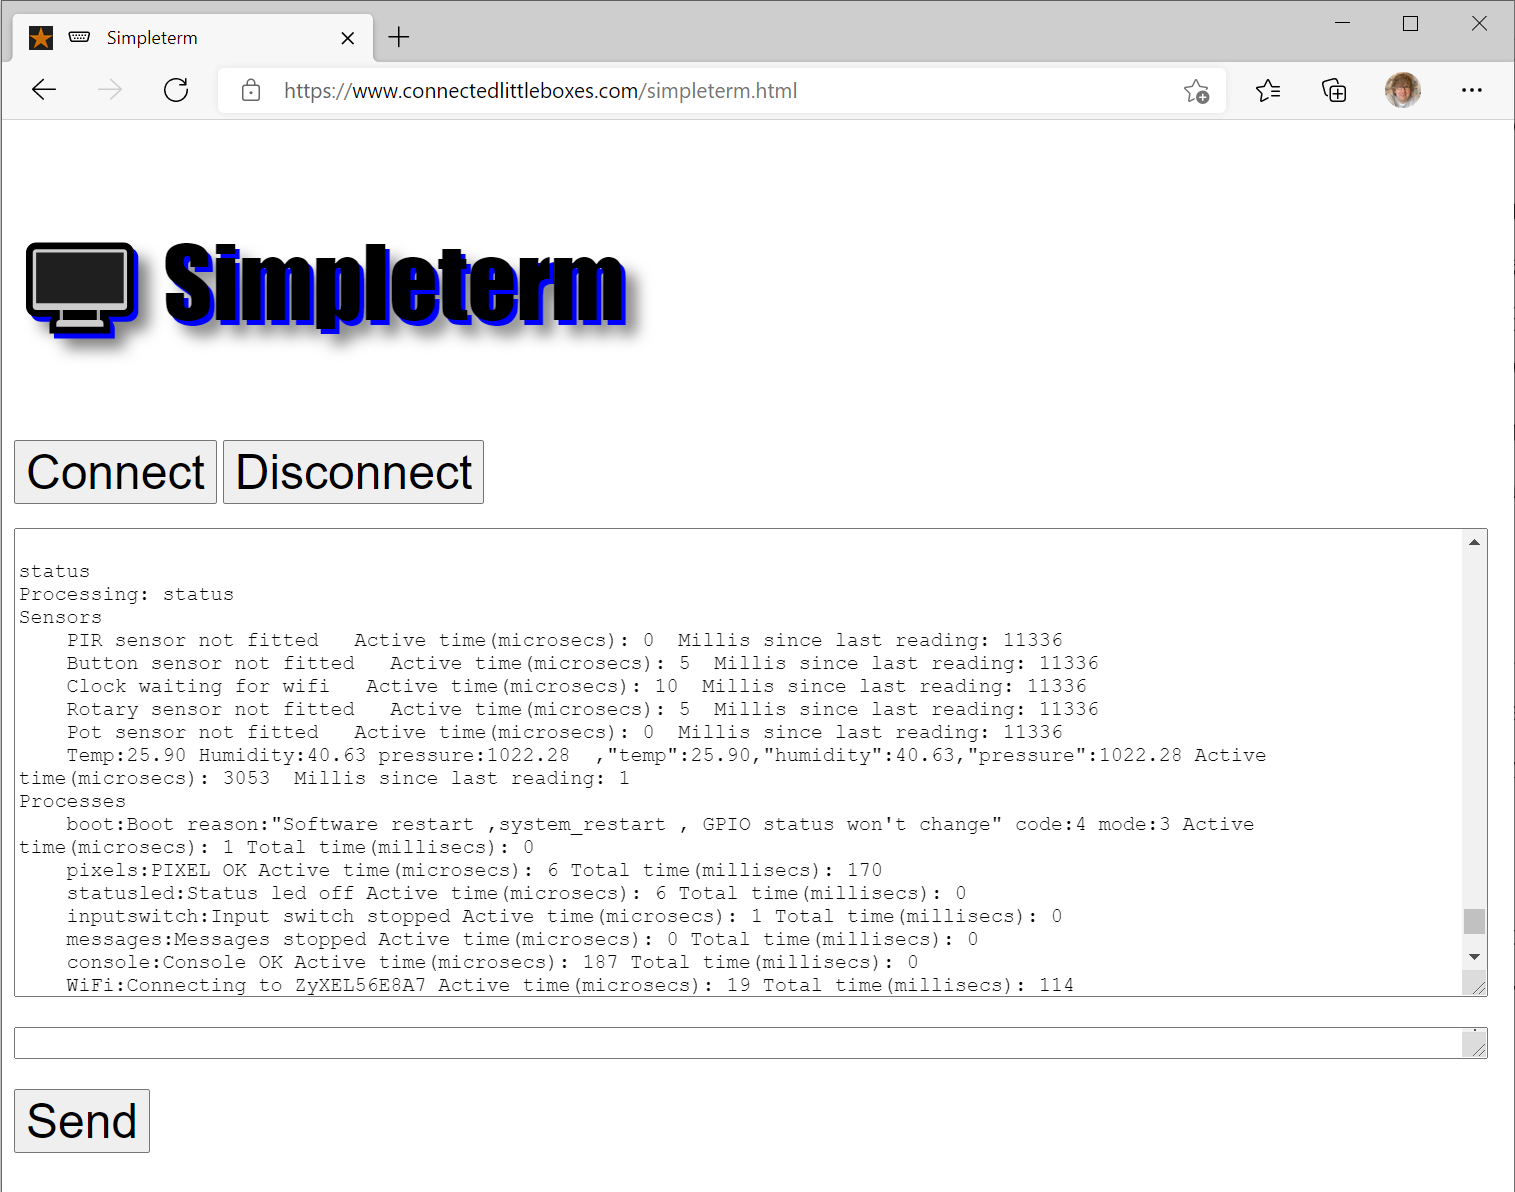 Simpleterm
https://www.connectedlittleboxes.com/simpleterm.html
Simpleterm
Connect Disconnect
status
Processing: status
Sensors
    PIR sensor not fitted   Active time(microsecs): 0  Millis since last reading: 11336
    Button sensor not fitted   Active time(microsecs): 5  Millis since last reading: 11336
    Clock waiting for wifi   Active time(microsecs): 10  Millis since last reading: 11336
    Rotary sensor not fitted   Active time(microsecs): 5  Millis since last reading: 11336
    Pot sensor not fitted   Active time(microsecs): 0  Millis since last reading: 11336
    Temp:25.90 Humidity:40.63 pressure:1022.28  ,"temp":25.90,"humidity":40.63,"pressure":1022.28 Active
time(microsecs): 3053  Millis since last reading: 1
Processes
    boot:Boot reason:"Software restart ,system_restart , GPIO status won't change" code:4 mode:3 Active
time(microsecs): 1 Total time(millisecs): 0
    pixels:PIXEL OK Active time(microsecs): 6 Total time(millisecs): 170
    statusled:Status led off Active time(microsecs): 6 Total time(millisecs): 0
    inputswitch:Input switch stopped Active time(microsecs): 1 Total time(millisecs): 0
    messages:Messages stopped Active time(microsecs): 0 Total time(millisecs): 0
    console:Console OK Active time(microsecs): 187 Total time(millisecs): 0
    WiFi:Connecting to ZyXEL56E8A7 Active time(microsecs): 19 Total time(millisecs): 114
Send